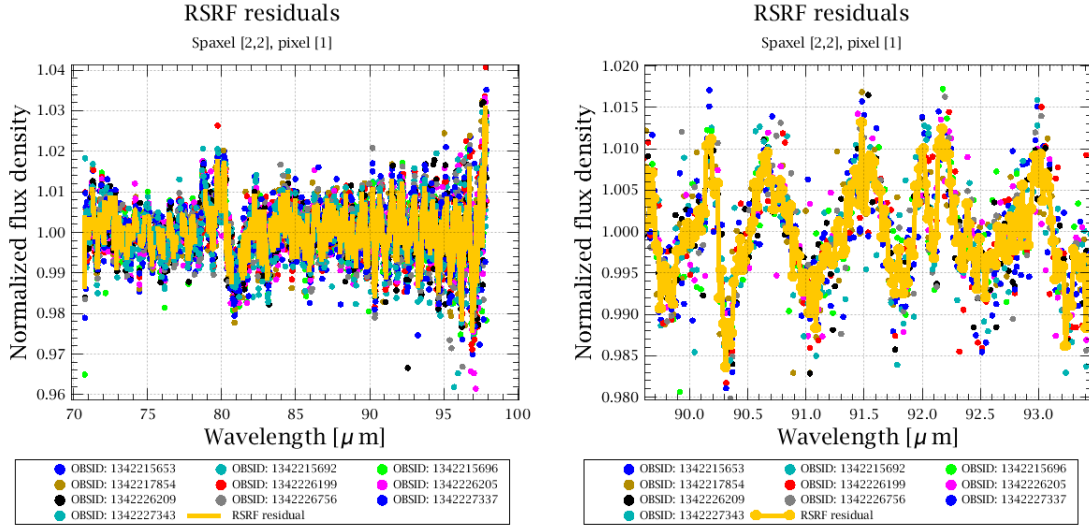 RSRF residuals
Spaxel [2,2], pixel [1]
1.04
1.03
1.02
1.01
1.00
0.99
0.98
0.97
0.96
Normalized flux density
70 75 80 85 90 95 100
Wavelength [μ m]
OBSID: 1342215653 OBSID: 1342215692 OBSID: 1342215696
OBSID: 1342217854 OBSID: 1342226199 OBSID: 1342226205
OBSID: 1342226209 OBSID: 1342226756 OBSID: 1342227337
OBSID: 1342227343 RSRF residual
RSRF residuals
Spaxel [2,2], pixel [1]
1.020
1.015
1.010
1.005
1.000
0.995
0.990
0.985
0.980
Normalized flux density
90.0 90.5 91.0 91.5 92.0 92.5 93.0
Wavelength [μ m]
OBSID: 1342215653 OBSID: 1342215692 OBSID: 1342215696
OBSID: 1342217854 OBSID: 1342226199 OBSID: 1342226205
OBSID: 1342226209 OBSID: 1342226756 OBSID: 1342227337
OBSID: 1342227343 RSRF residual